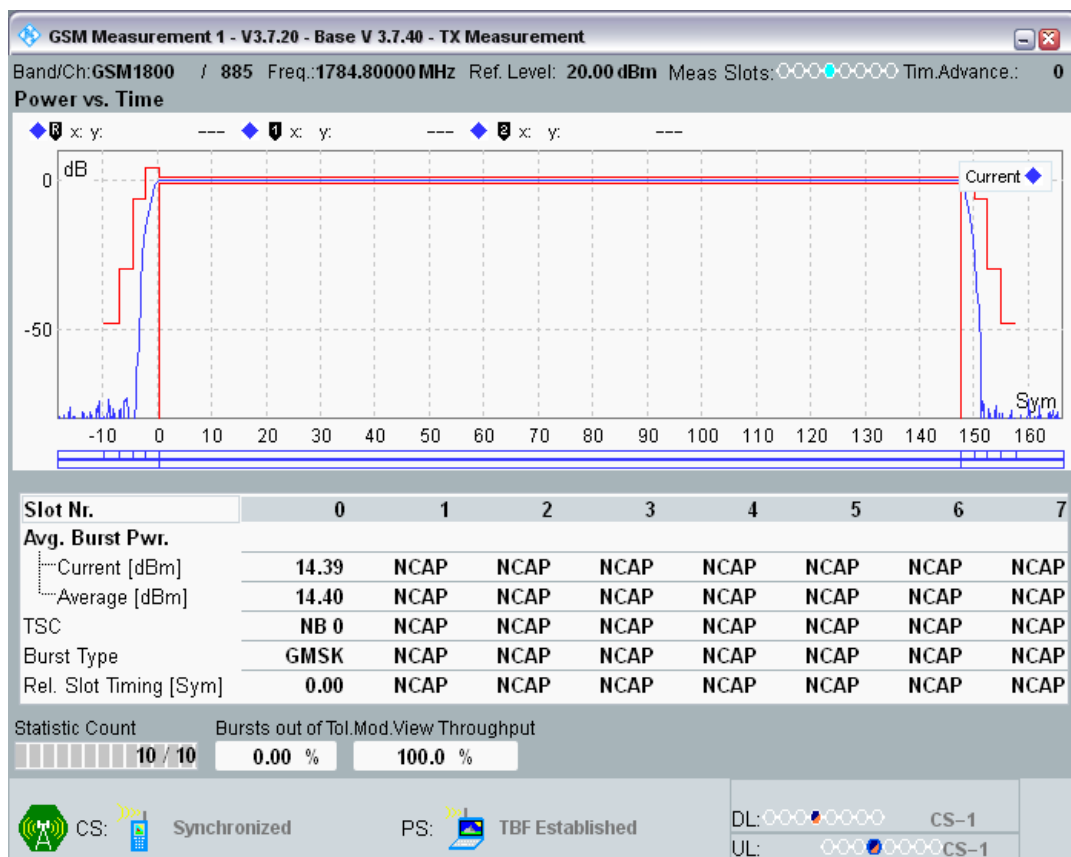 GSM Measurement 1 - V3.7.20 - Base V 3.7.40 - TX Measurement
Band/Ch:GSM1800 / 885 Freq.:1784.80000 MHz Ref. Level: 20.00 dBm Meas Slots: Tim.Advance.: 0
Power vs. Time
R x: y: --- 1 x: y: --- 2 x: y: ---
dB
Current
0
-50
Sym
-10 0 10 20 30 40 50 60 70 80 90 100 110 120 130 140 150 160
Slot Nr. 0 1 2 3 4 5 6 7
Avg. Burst Pwr.
Current [dBm] 14.39 NCAP NCAP NCAP NCAP NCAP NCAP NCAP
Average [dBm] 14.40 NCAP NCAP NCAP NCAP NCAP NCAP NCAP
TSC NB 0 NCAP NCAP NCAP NCAP NCAP NCAP NCAP
Burst Type GMSK NCAP NCAP NCAP NCAP NCAP NCAP NCAP
Rel. Slot Timing [Sym] 0.00 NCAP NCAP NCAP NCAP NCAP NCAP NCAP
Statistic Count Bursts out of Tol.Mod.View Throughput
10 / 10 0.00 % 100.0 %
CS: Synchronized PS: TBF Established
DL: CS-1
UL: CS-1